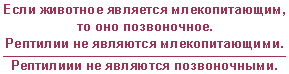 Если животное является млекопитающим,
то оно позвоночное.
Рептилии не являются млекопитающими.
Рептилиии не являются позвоночными.